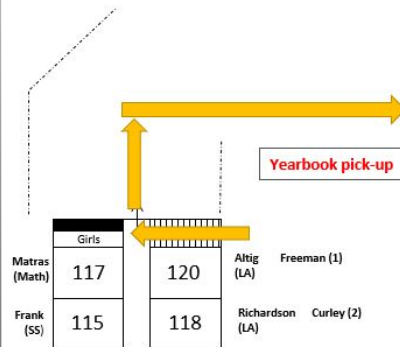 Yearbook pick-up
Girls
Matras
(Math)
117
120
Altig
(LA)
Freeman (1)
Frank
(SS)
115
118
Richardson
(LA)
Curley (2)